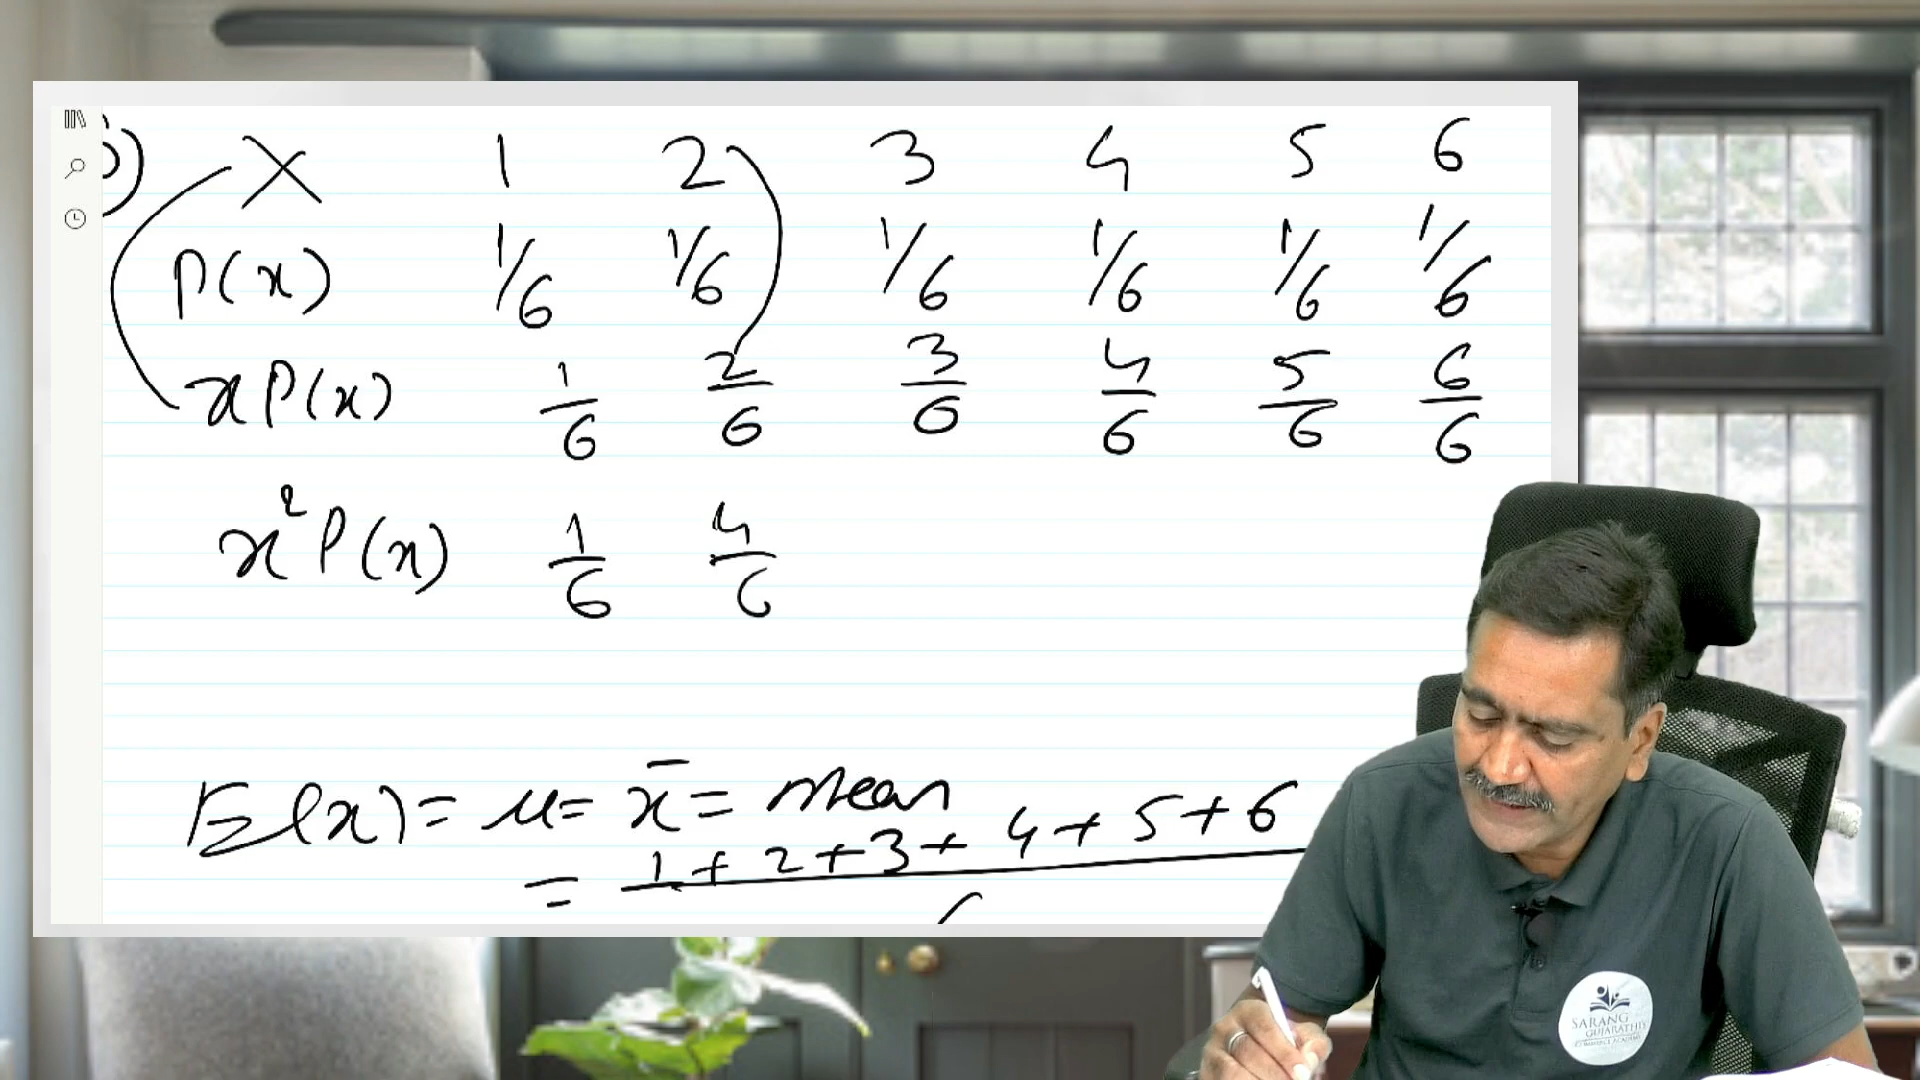 X 1 2 3 4 5 6
P(x) 1/6 1/6 1/6 1/6 1/6 1/6
x P(x) 1/6 2/6 3/6 4/6 5/6 6/6
x² P(x) 1/6 4/6
E(x) = μ = x̄ = Mean
= 1 + 2 + 3 + 4 + 5 + 6
SARANG
GUJARATHI